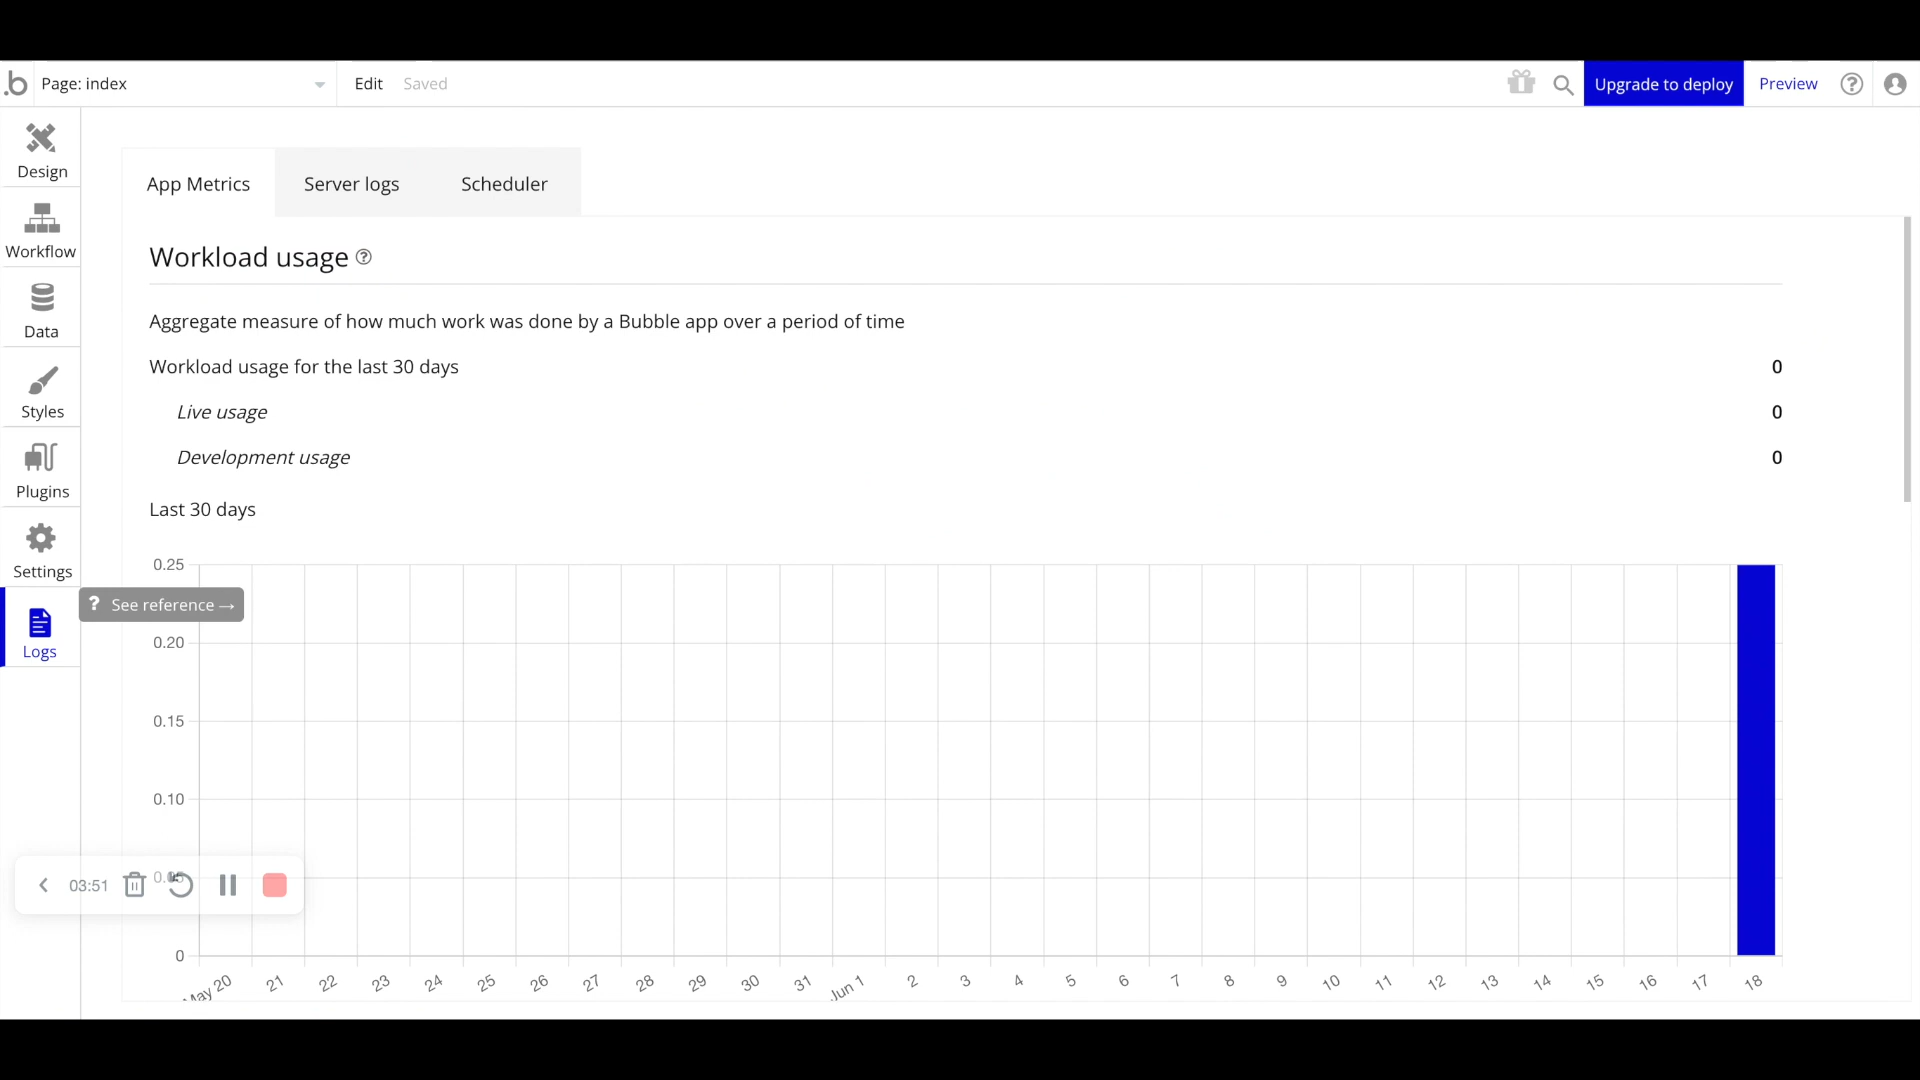 .b Page: index Edit Saved Upgrade to deploy Preview ?
Design
Workflow
Data
Styles
Plugins
Settings
Logs
? See reference →
App Metrics Server logs Scheduler
Workload usage ?
Aggregate measure of how much work was done by a Bubble app over a period of time
Workload usage for the last 30 days 0
Live usage 0
Development usage 0
Last 30 days
0.25
0.20
0.15
0.10
0.05
0
May 20 21 22 23 24 25 26 27 28 29 30 31 Jun 1 2 3 4 5 6 7 8 9 10 11 12 13 14 15 16 17 18
03:51